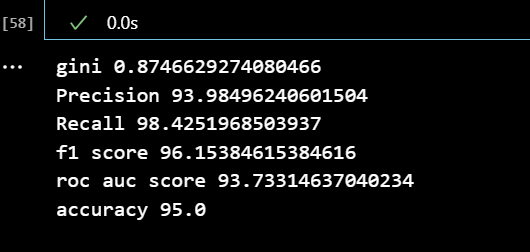 [58]
0.0s
gini 0.8746629274080466
Precision 93.98496240601504
Recall 98.4251968503937
f1 score 96.15384615384616
roc auc score 93.73314637040234
accuracy 95.0